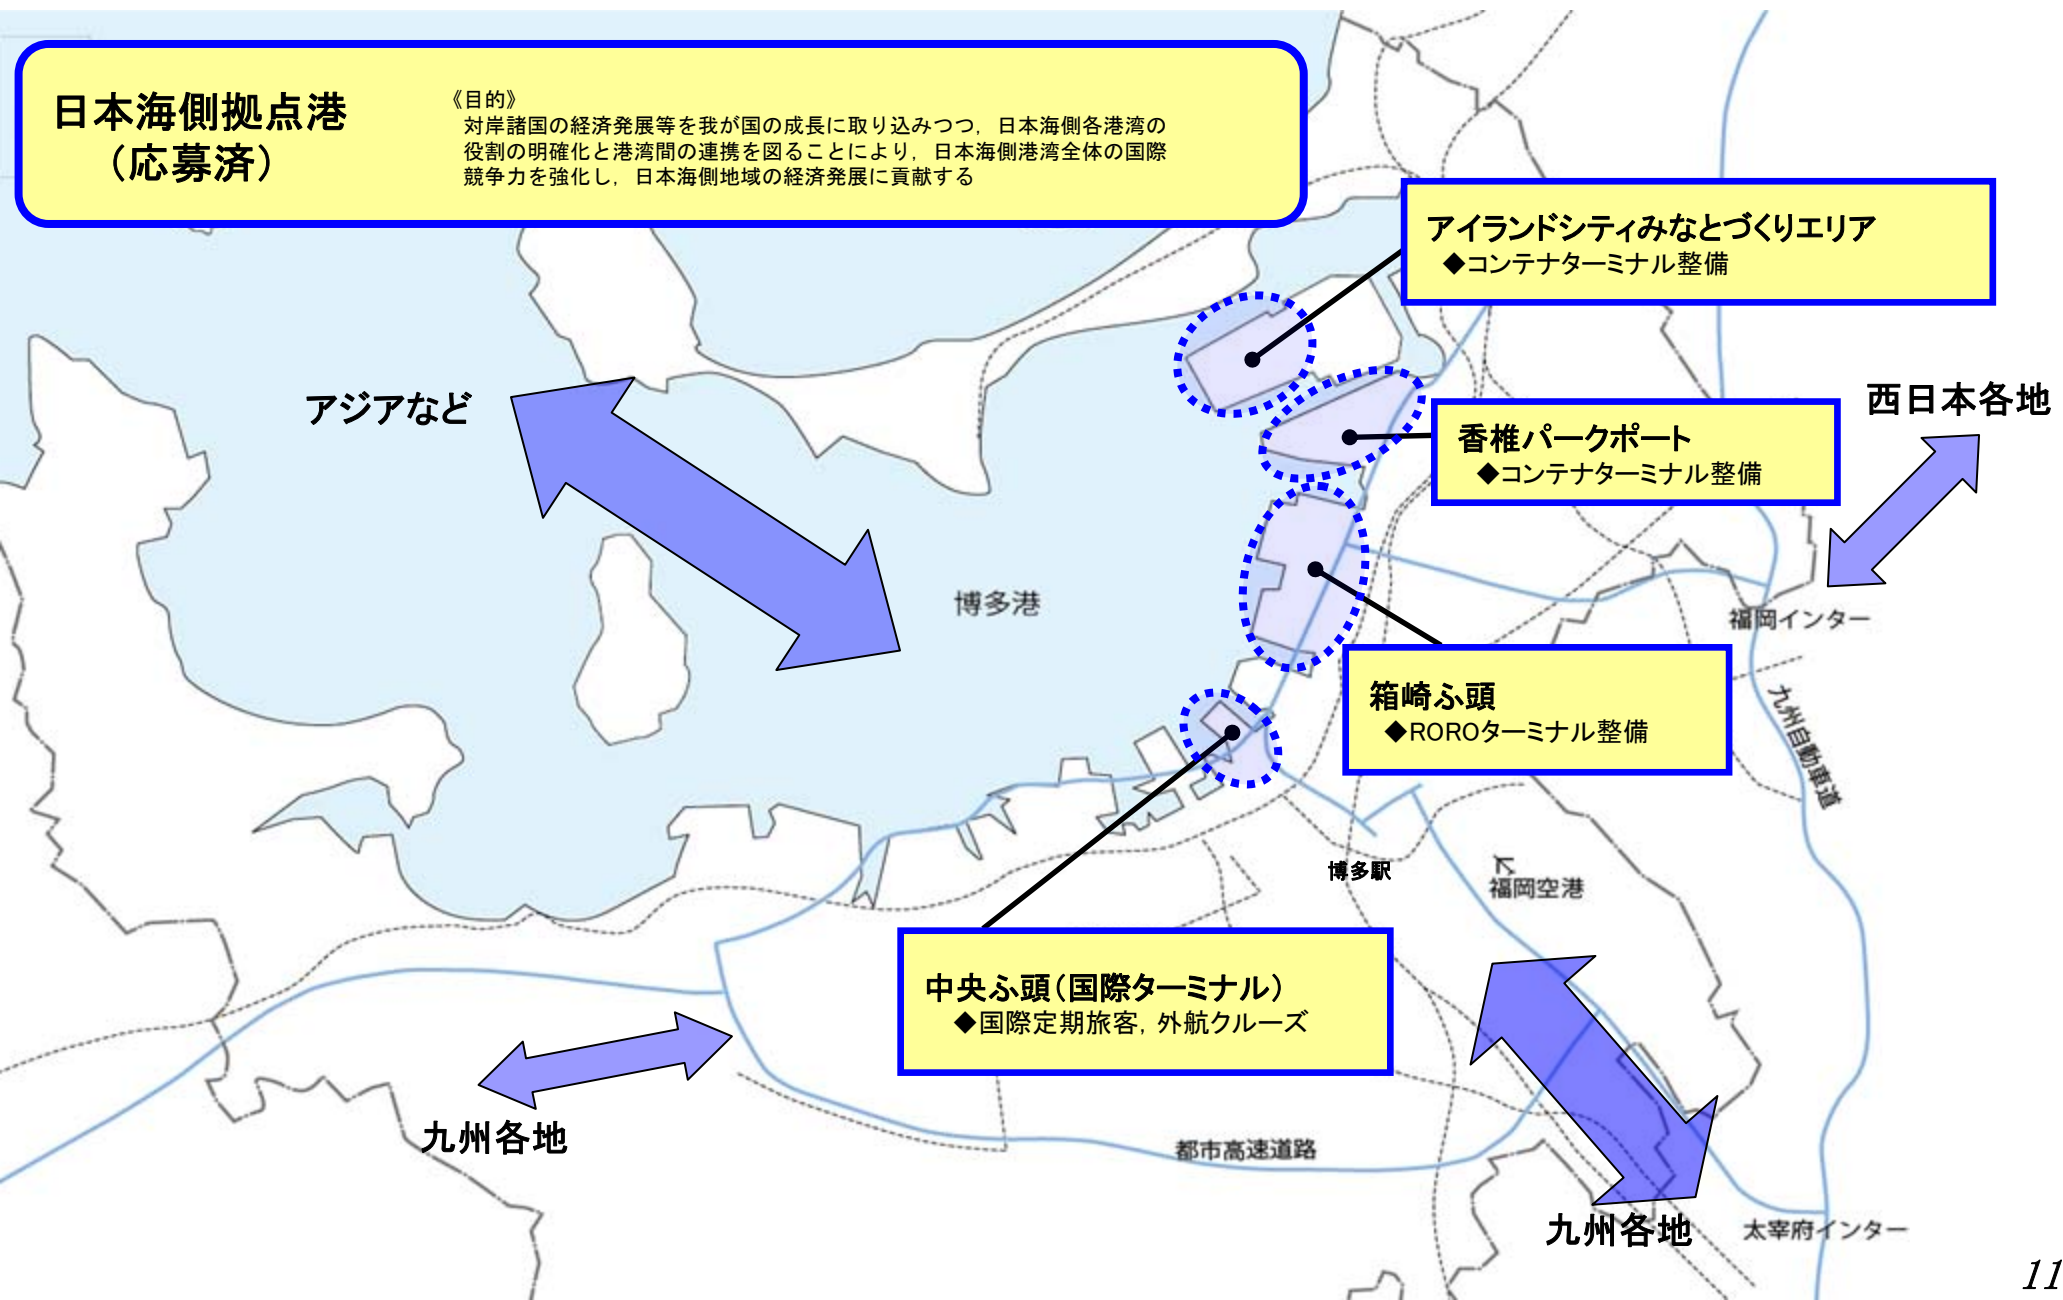 日本海側拠点港
（応募済）
《目的》
対岸諸国の経済発展等を我が国の成長に取り込みつつ，日本海側各港湾の
役割の明確化と港湾間の連携を図ることにより，日本海側港湾全体の国際
競争力を強化し，日本海側地域の経済発展に貢献する
アイランドシティみなとづくりエリア
◆コンテナターミナル整備
アジアなど
西日本各地
香椎パークポート
◆コンテナターミナル整備
博多港
福岡インター
箱崎ふ頭
◆ROROターミナル整備
九州自動車道
博多駅
福岡空港
中央ふ頭（国際ターミナル）
◆国際定期旅客，外航クルーズ
九州各地
都市高速道路
九州各地
太宰府インター
11